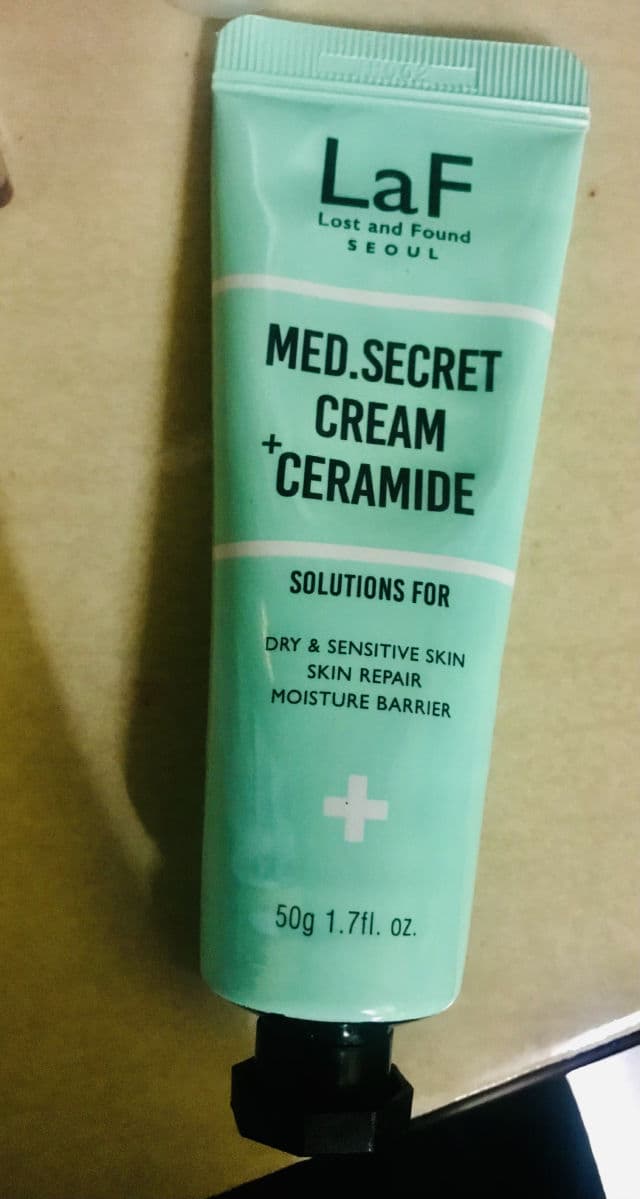 LaF
Lost and Found
SEOUL
MED.SECRET
CREAM
+CERAMIDE
SOLUTIONS FOR
DRY & SENSITIVE SKIN
SKIN REPAIR
MOISTURE BARRIER
50g 1.7fl. oz.